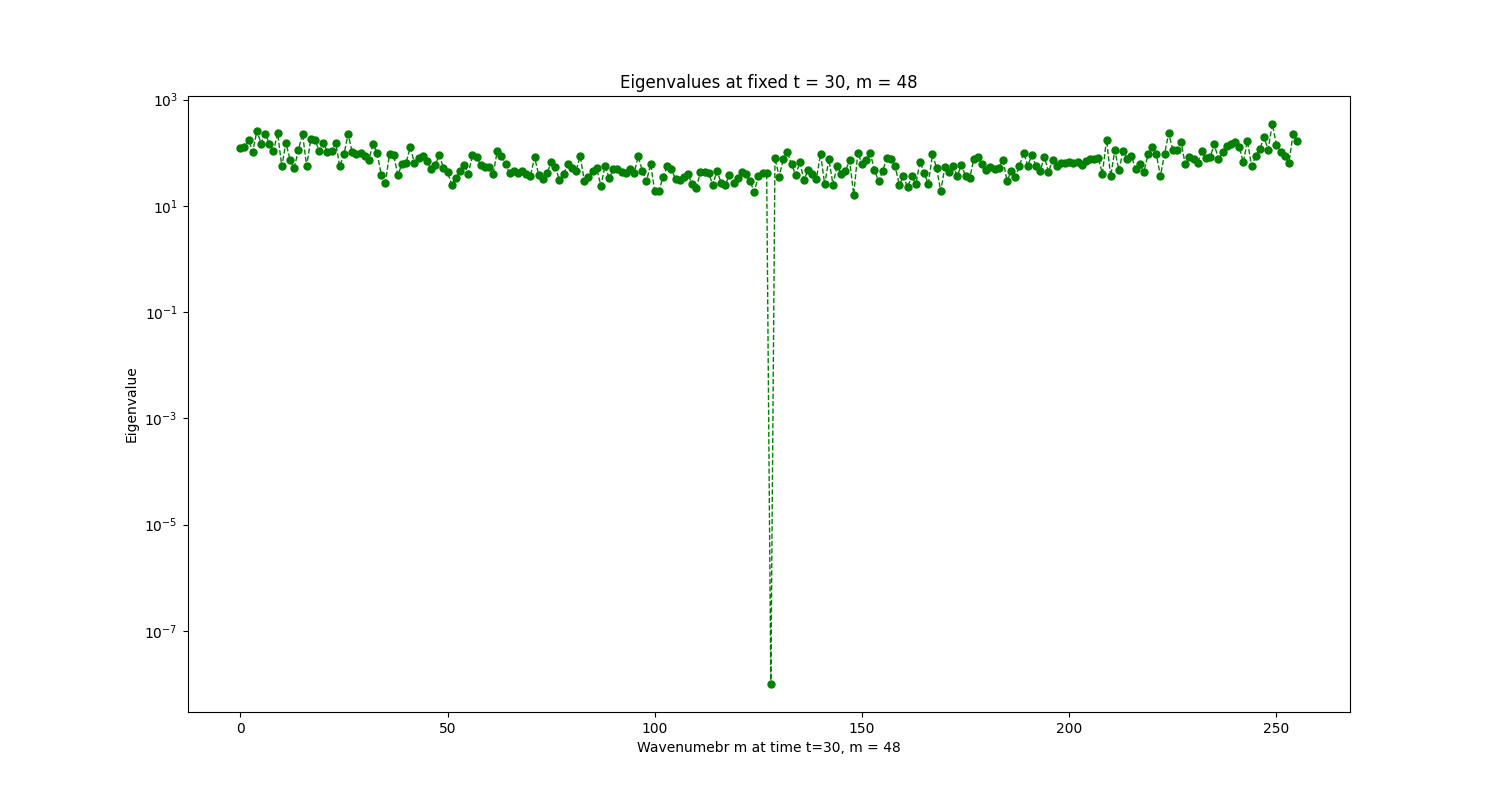 Eigenvalues at fixed t = 30, m = 48
10³
10¹
10⁻¹
10⁻³
10⁻⁵
10⁻⁷
Eigenvalue
0 50 100 150 200 250
Wavenumebr m at time t=30, m = 48